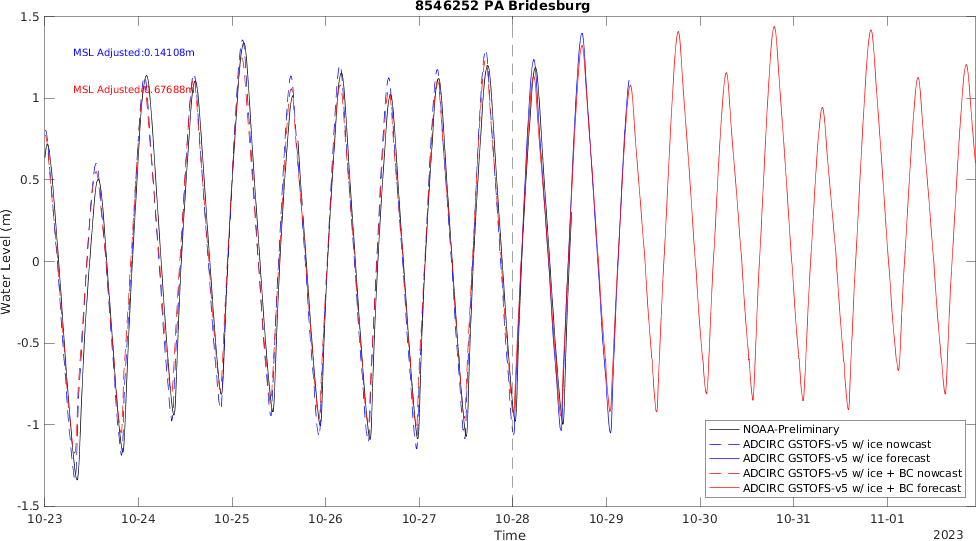 8546252 PA Bridesburg
MSL Adjusted:0.14108m
MSL Adjusted:0.67688m
Water Level (m)
1.5
1
0.5
0
-0.5
-1
-1.5
10-23
10-24
10-25
10-26
10-27
10-28
10-29
10-30
10-31
11-01
Time
2023
NOAA-Preliminary
ADCIRC GSTOFS-v5 w/ ice nowcast
ADCIRC GSTOFS-v5 w/ ice forecast
ADCIRC GSTOFS-v5 w/ ice + BC nowcast
ADCIRC GSTOFS-v5 w/ ice + BC forecast